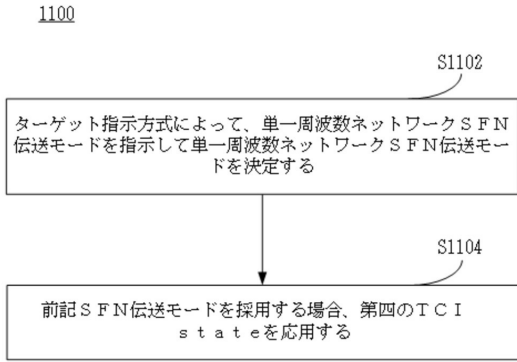 1100
S1102
ターゲット指示方式によって、単一周波数ネットワークＳＦＮ
伝送モードを指示して単一周波数ネットワークＳＦＮ伝送モー
ドを決定する
S1104
前記ＳＦＮ伝送モードを採用する場合、第四のＴＣＩ
ｓｔａｔｅを応用する